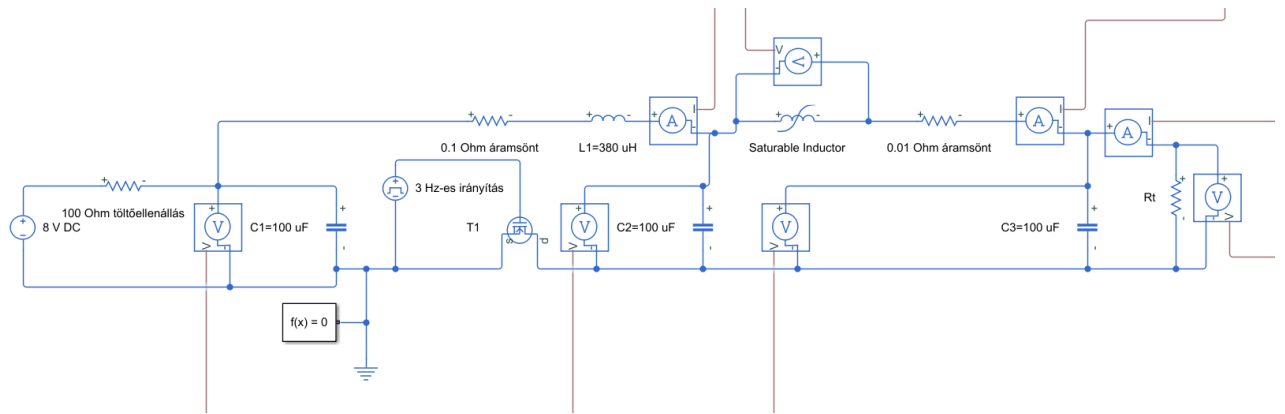 0.1 Ohm áramsönt
L1=380 uH
Saturable Inductor
0.01 Ohm áramsönt
8 V DC
100 Ohm töltőellenállás
C1=100 uF
3 Hz-es irányítás
T1
s
d
C2=100 uF
C3=100 uF
Rt
f(x) = 0
A
A
A
V
V
V
V
V
V
V
V
V
V
I
I
I